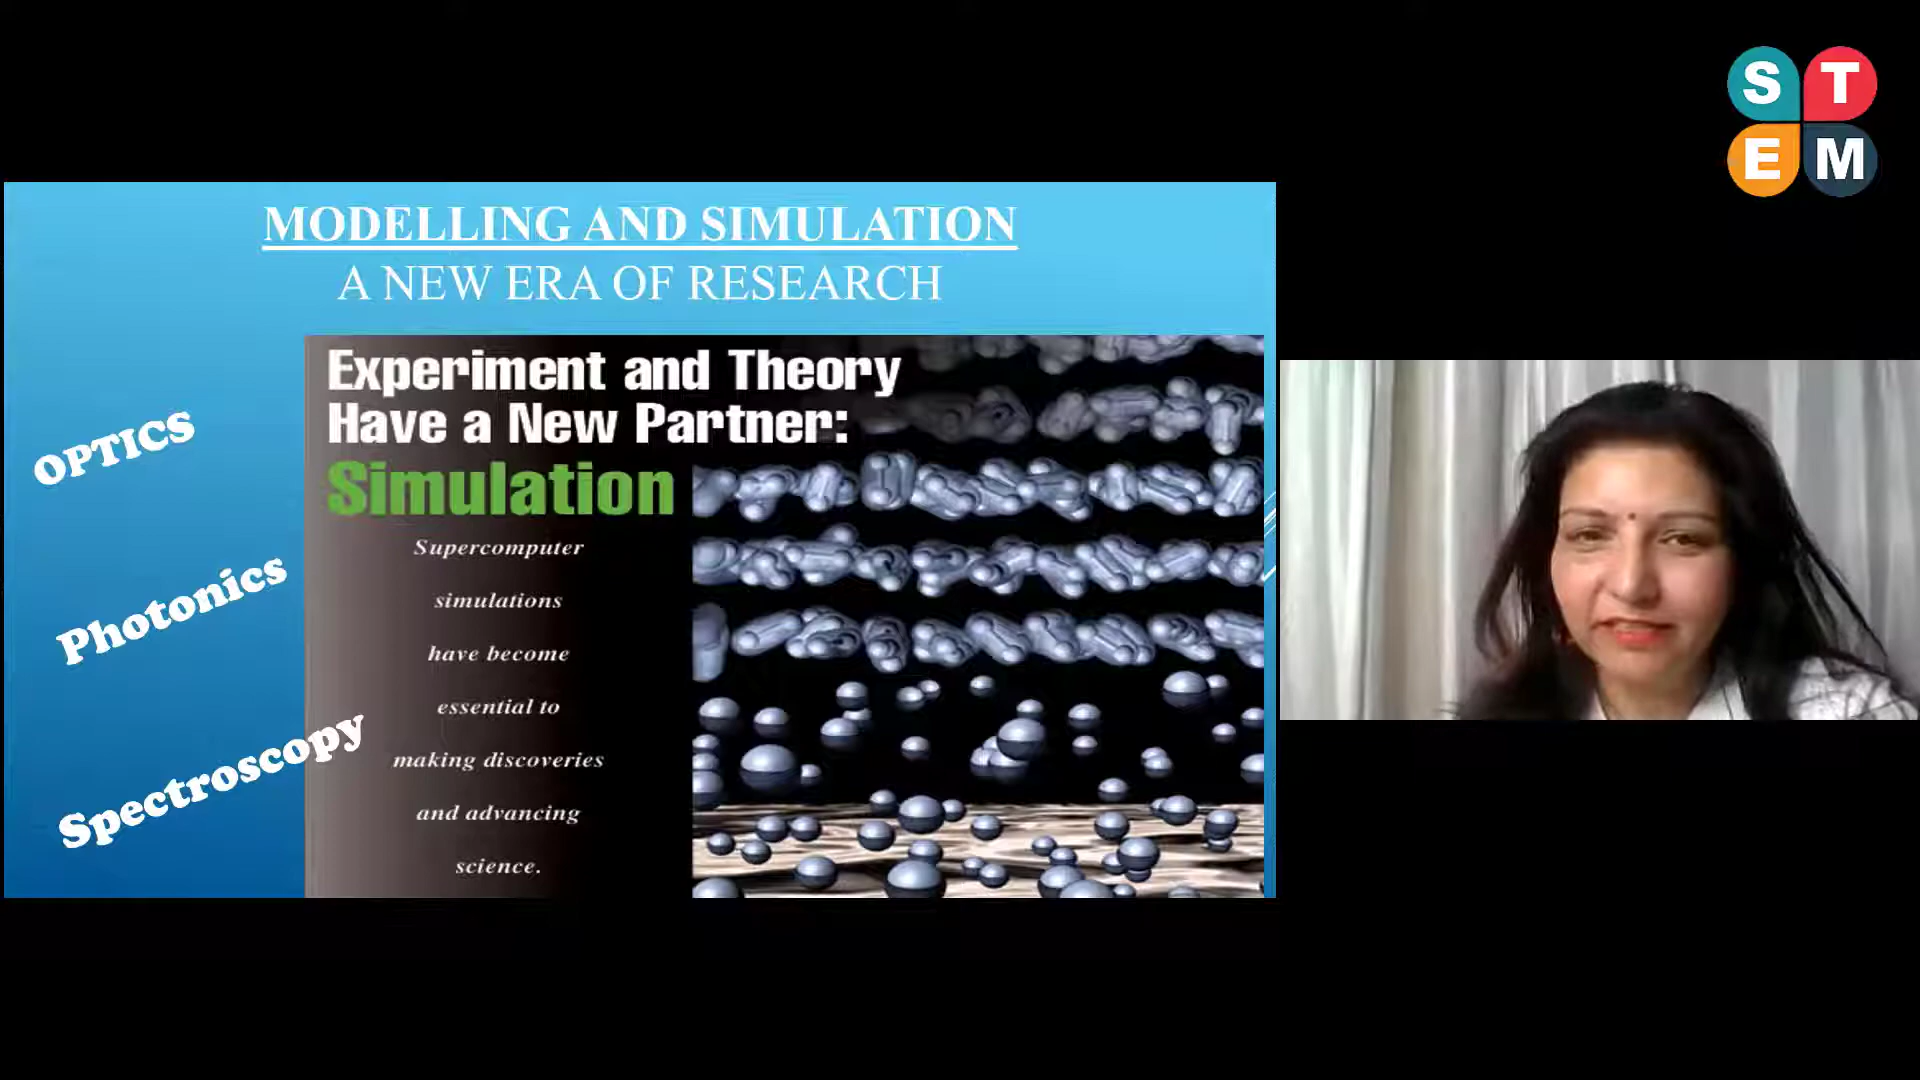 S T
E M
MODELLING AND SIMULATION
A NEW ERA OF RESEARCH
Experiment and Theory
Have a New Partner:
Simulation
Supercomputer
simulations
have become
essential to
making discoveries
and advancing
science.
OPTICS
Photonics
Spectroscopy